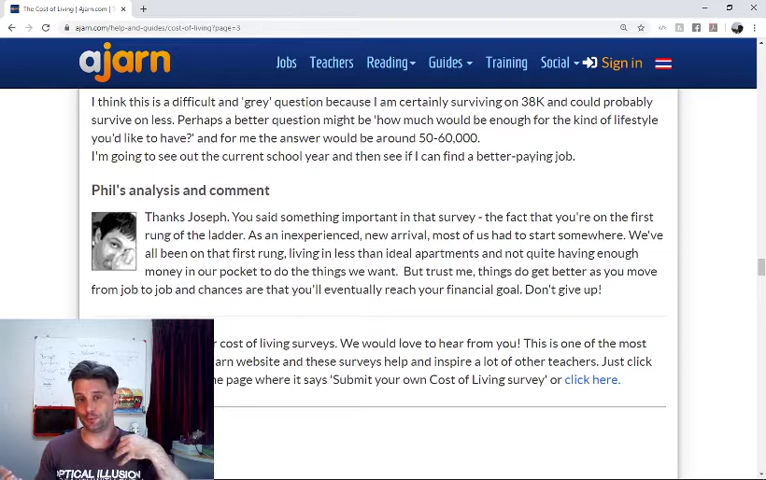 The Cost of Living | Ajarn.com | T
ajarn.com/help-and-guides/cost-of-living?page=3
ajarn
Jobs
Teachers
Reading
Guides
Training
Social
Sign in
I think this is a difficult and 'grey' question because I am certainly surviving on 38K and could probably
survive on less. Perhaps a better question might be 'how much would be enough for the kind of lifestyle
you'd like to have?' and for me the answer would be around 50-60,000.
I'm going to see out the current school year and then see if I can find a better-paying job.
Phil's analysis and comment
Thanks Joseph. You said something important in that survey - the fact that you're on the first
rung of the ladder. As an inexperienced, new arrival, most of us had to start somewhere. We've
all been on that first rung, living in less than ideal apartments and not quite having enough
money in our pocket to do the things we want. But trust me, things do get better as you move
from job to job and chances are that you'll eventually reach your financial goal. Don't give up!
cost of living surveys. We would love to hear from you! This is one of the most
arn website and these surveys help and inspire a lot of other teachers. Just click
e page where it says 'Submit your own Cost of Living survey' or click here.
OPTICAL ILLUSION